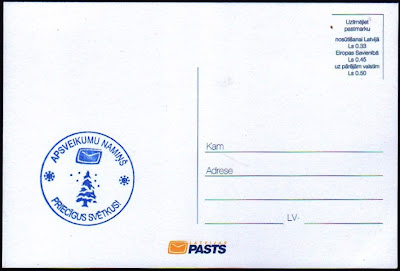 Uzlīmējiet
pastmarku
nosūtīšanai Latvijā
Ls 0.33
Eiropas Savienībā
Ls 0.45
uz pārējām valstīm
Ls 0.50
APSVEIKUMU NAMIŅŠ
PRIECĪGUS SVĒTKUS!
Kam
Adrese
LV-
LATVIJAS
PASTS